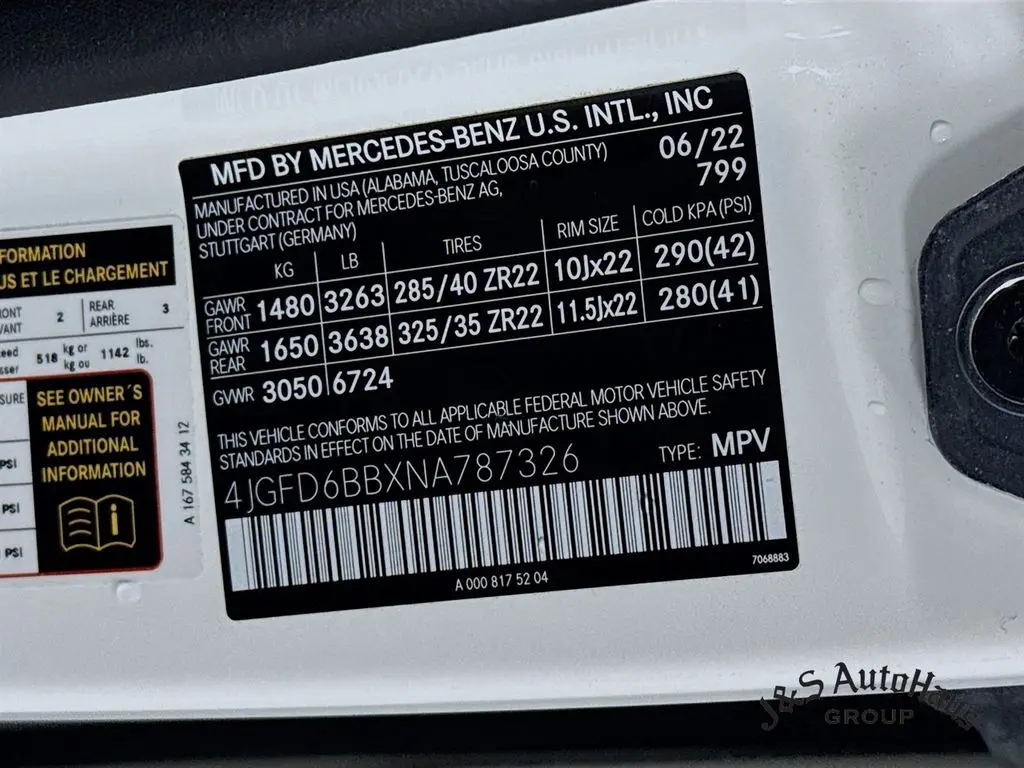 MFD BY MERCEDES-BENZ U.S. INTL., INC
MANUFACTURED IN USA (ALABAMA, TUSCALOOSA COUNTY) 06/22
UNDER CONTRACT FOR MERCEDES-BENZ AG, 799
STUTTGART (GERMANY)
KG LB TIRES RIM SIZE COLD KPA (PSI)
GAWR FRONT 1480 3263 285/40 ZR22 10Jx22 290(42)
GAWR REAR 1650 3638 325/35 ZR22 11.5Jx22 280(41)
GVWR 3050 6724
THIS VEHICLE CONFORMS TO ALL APPLICABLE FEDERAL MOTOR VEHICLE SAFETY
STANDARDS IN EFFECT ON THE DATE OF MANUFACTURE SHOWN ABOVE.
4JGFD6BBXNA787326 TYPE: MPV
7068883
A 000 817 52 04
FORMATION
US ET LE CHARGEMENT
RONT 2 REAR 3
VANT ARRIÈRE
eed 518 kg or 1142 lbs.
sser kg ou lb.
SURE
PSI
PSI
PSI
SEE OWNER´S
MANUAL FOR
ADDITIONAL
INFORMATION
A 167 584 34 12
J&S AutoHaus
GROUP